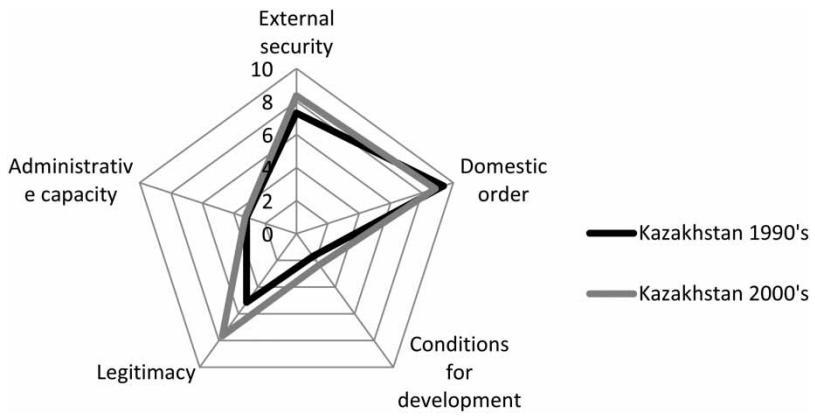 External
security
10
8
6
4
2
0
Administrativ
e capacity
Domestic
order
Legitimacy
Conditions
for
development
Kazakhstan 1990's
Kazakhstan 2000's